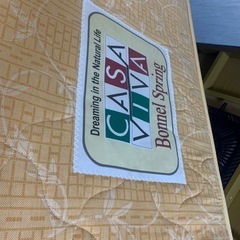 Dreaming in the Natural Life
CASA
VIVA
Bonnel Spring